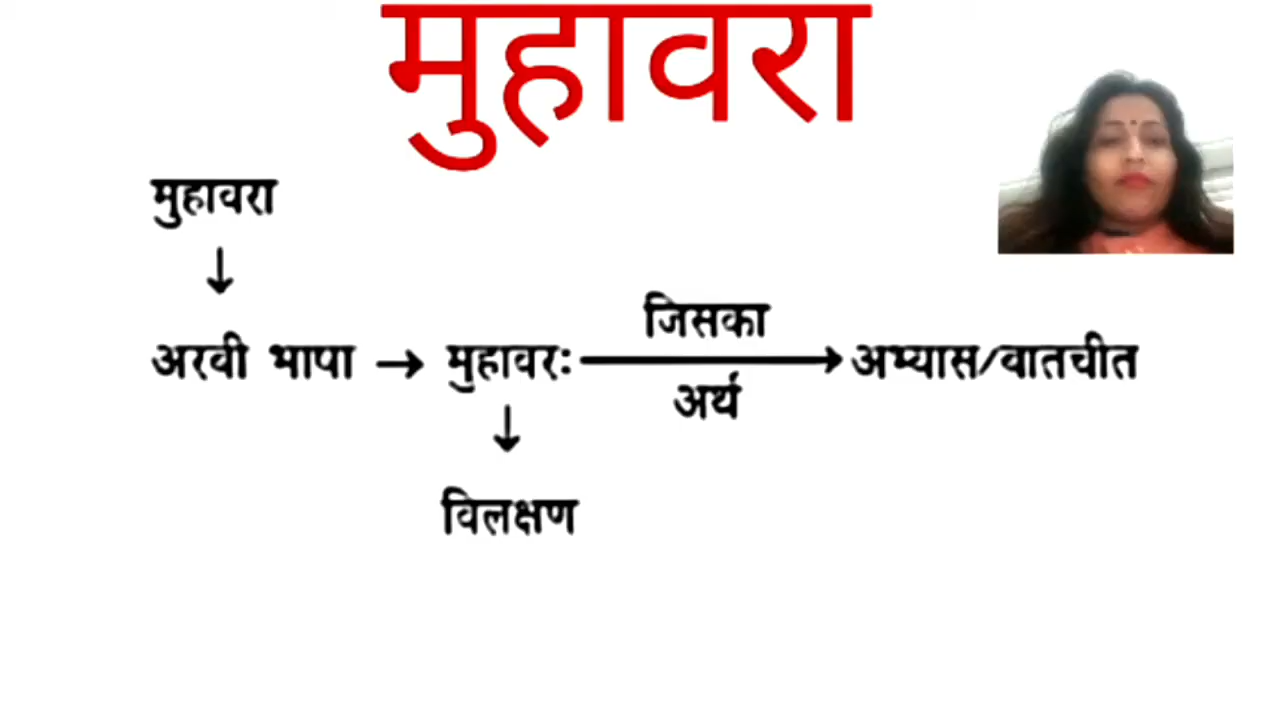 मुहावरा
मुहावरा
↓
जिसका
अरवी भापा → मुहावरः → अभ्यास/वातचीत
अर्थ
↓
विलक्षण